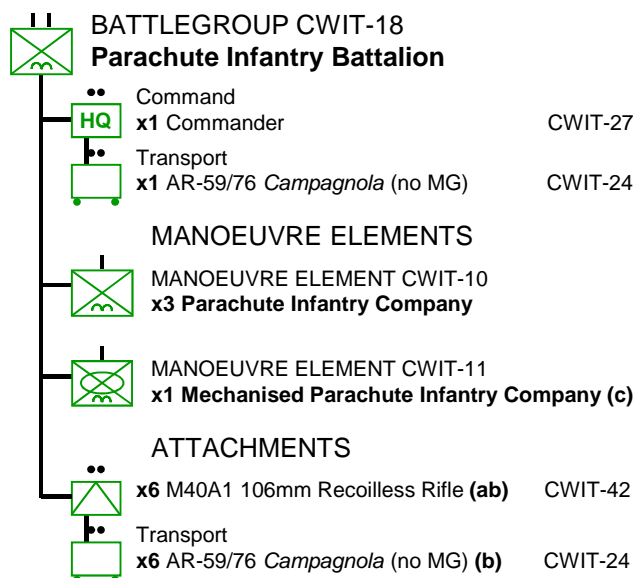 BATTLEGROUP CWIT-18
Parachute Infantry Battalion
Command
HQ
x1 Commander CWIT-27
Transport
x1 AR-59/76 Campagnola (no MG) CWIT-24
MANOEUVRE ELEMENTS
MANOEUVRE ELEMENT CWIT-10
x3 Parachute Infantry Company
MANOEUVRE ELEMENT CWIT-11
x1 Mechanised Parachute Infantry Company (c)
ATTACHMENTS
x6 M40A1 106mm Recoilless Rifle (ab) CWIT-42
Transport
x6 AR-59/76 Campagnola (no MG) (b) CWIT-24